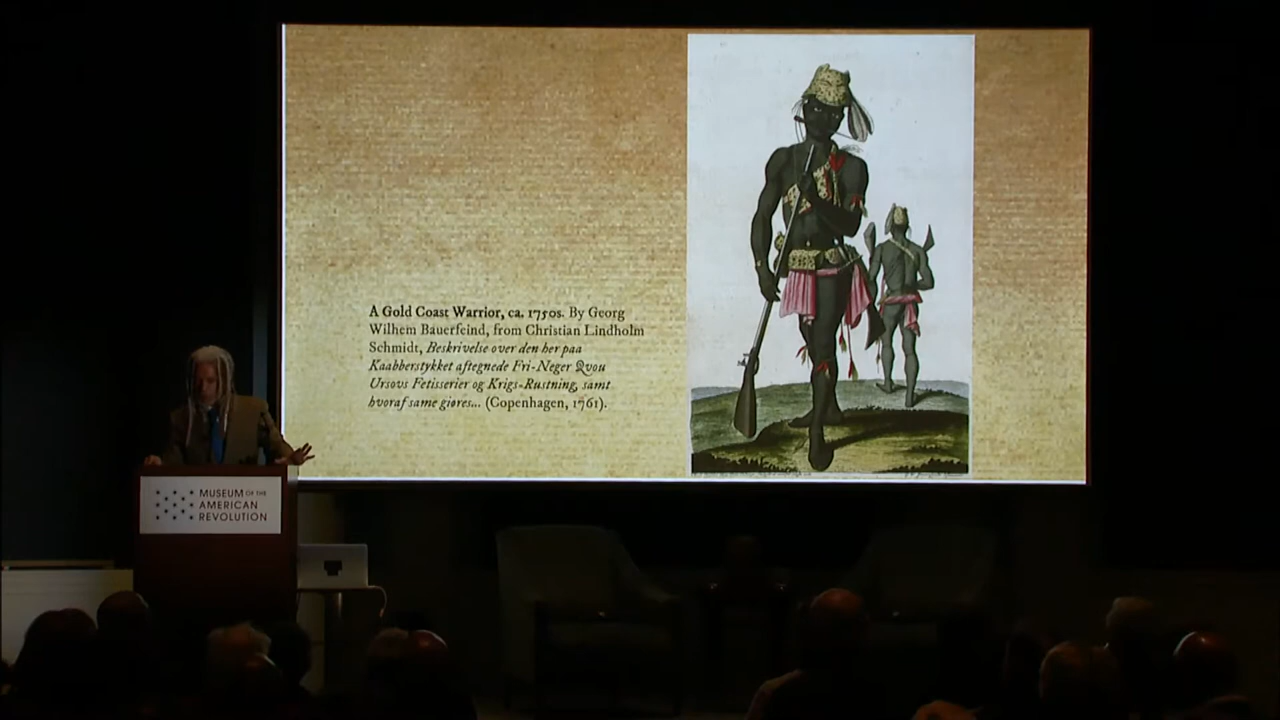 A Gold Coast Warrior, ca. 1750s. By Georg
Wilhem Bauerfeind, from Christian Lindholm
Schmidt, Beskrivelse over den her paa
Kaabberstykket aftegnede Fri-Neger Qvou
Ursovs Fetisserier og Krigs-Rustning, samt
hvoraf same giøres... (Copenhagen, 1761).
MUSEUM OF THE
AMERICAN
REVOLUTION